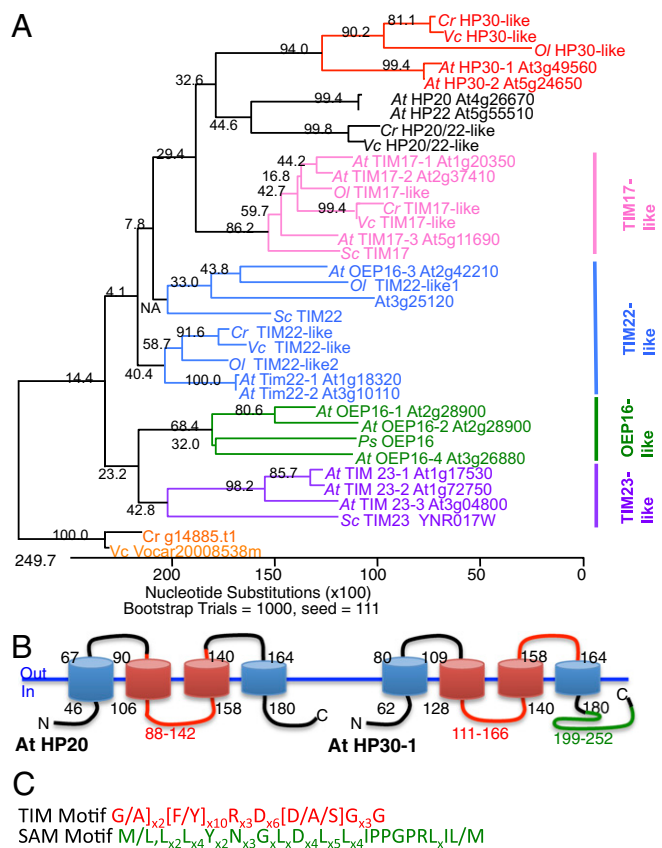 A
81.1 Cr HP30-like
90.2 Vc HP30-like
94.0 Ol HP30-like
99.4 At HP30-1 At3g49560
At HP30-2 At5g24650
32.6
99.4 At HP20 At4g26670
At HP22 At5g55510
44.6
99.8 Cr HP20/22-like
Vc HP20/22-like
29.4
44.2 At TIM17-1 At1g20350
16.8 At TIM17-2 At2g37410
42.7 Ol TIM17-like
99.4 Cr TIM17-like
59.7 Vc TIM17-like
86.2 At TIM17-3 At5g11690
Sc TIM17
TIM17-
like
7.8
43.8 At OEP16-3 At2g42210
33.0 Ol TIM22-like1
At3g25120
4.1
NA
Sc TIM22
91.6 Cr TIM22-like
58.7 Vc TIM22-like
Ol TIM22-like2
40.4 100.0 At Tim22-1 At1g18320
At Tim22-2 At3g10110
TIM22-
like
14.4
80.6 At OEP16-1 At2g28900
68.4 At OEP16-2 At2g28900
32.0 Ps OEP16
At OEP16-4 At3g26880
OEP16-
like
23.2
85.7 At TIM 23-1 At1g17530
98.2 At TIM 23-2 At1g72750
42.8 At TIM 23-3 At3g04800
Sc TIM23 YNR017W
TIM23-
like
100.0 Cr g14885.t1
Vc Vocar20008538m
249.7
200 150 100 50 0
Nucleotide Substitutions (x100)
Bootstrap Trials = 1000, seed = 111
B
67 90 140 164 80 109 158 164
Out
In
N 46 106 158 180 C N 62 128 140 180 C
88-142 111-166 199-252
At HP20 At HP30-1
C
TIM Motif G/A]x2[F/Y]x10Rx3Dx6[D/A/S]Gx3G
SAM Motif M/L,Lx2Lx4Yx2Nx3GxLxDx4Lx5Lx4IPPGPRLxIL/M